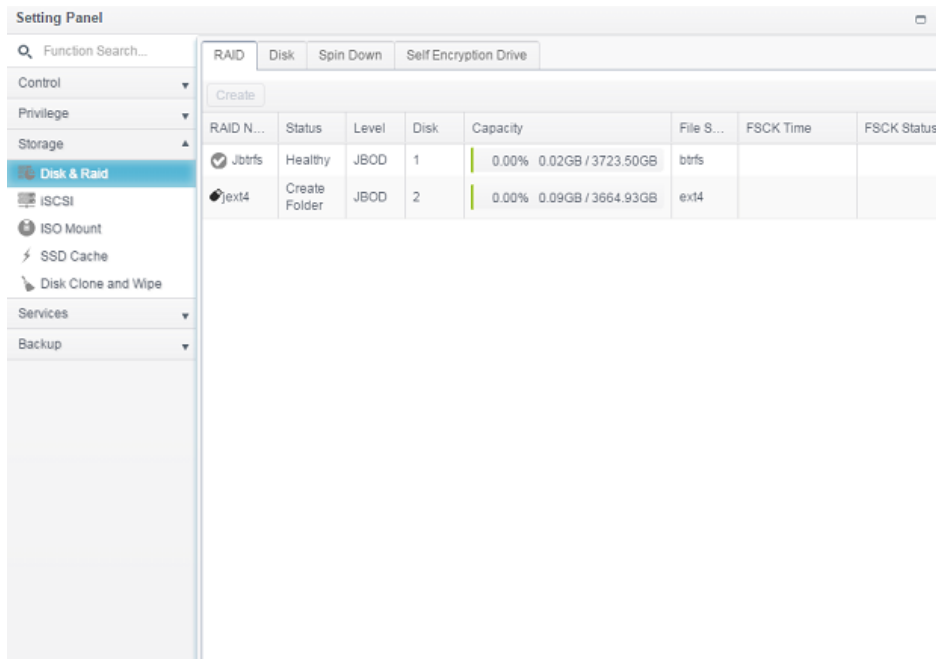 Setting Panel
Function Search...
Control
Privilege
Storage
Disk & Raid
iSCSI
ISO Mount
SSD Cache
Disk Clone and Wipe
Services
Backup
RAID Disk Spin Down Self Encryption Drive
Create
RAID N... Status Level Disk Capacity File S... FSCK Time FSCK Status
Jbtrfs Healthy JBOD 1 0.00% 0.02GB / 3723.50GB btrfs
jext4 Create Folder JBOD 2 0.00% 0.09GB / 3664.93GB ext4